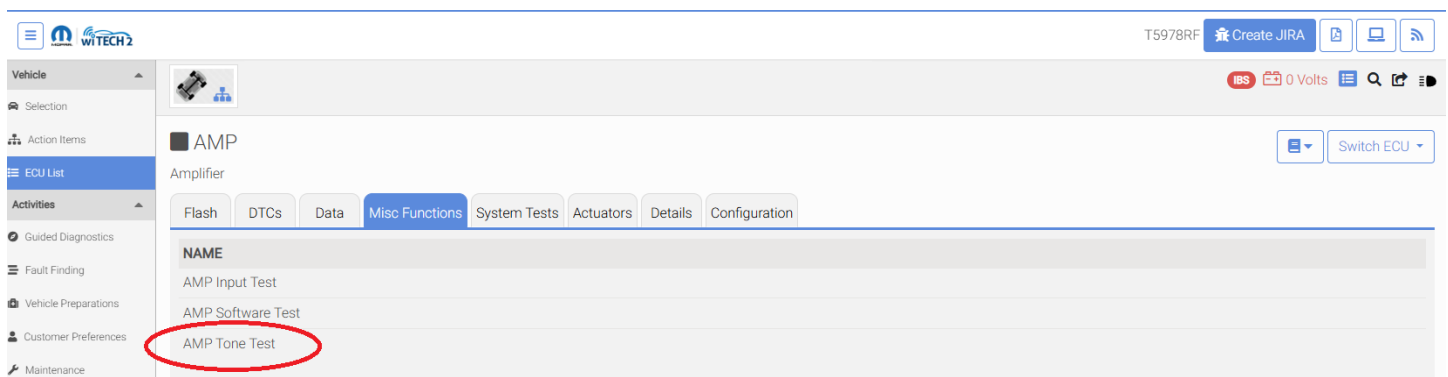 MOPAR wiTECH 2
T5978RF Create JIRA
Vehicle
IBS 0 Volts
Selection
Action Items
AMP
Switch ECU
ECU List
Amplifier
Activities
Flash DTCs Data Misc Functions System Tests Actuators Details Configuration
Guided Diagnostics
NAME
Fault Finding
AMP Input Test
Vehicle Preparations
AMP Software Test
Customer Preferences
AMP Tone Test
Maintenance